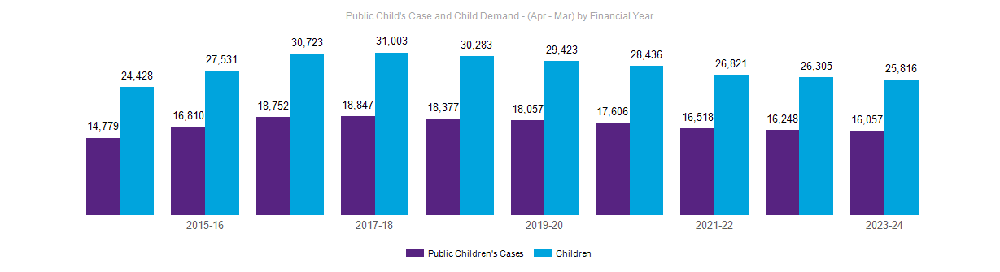 Public Child's Case and Child Demand - (Apr - Mar) by Financial Year
14,779 24,428 16,810 27,531 18,752 30,723 18,847 31,003 18,377 30,283 18,057 29,423 17,606 28,436 16,518 26,821 16,248 26,305 16,057 25,816
2015-16 2017-18 2019-20 2021-22 2023-24
Public Children's Cases Children